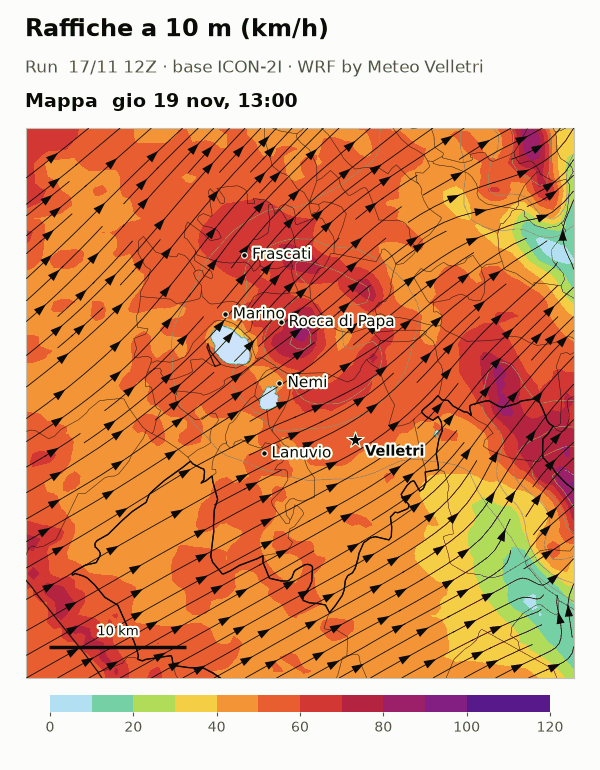 Raffiche a 10 m (km/h)
Run  17/11 12Z · base ICON-2I · WRF by Meteo Velletri
Mappa  gio 19 nov, 13:00
Frascati
Marino
Rocca di Papa
Nemi
Velletri
Lanuvio
10 km
0 20 40 60 80 100 120